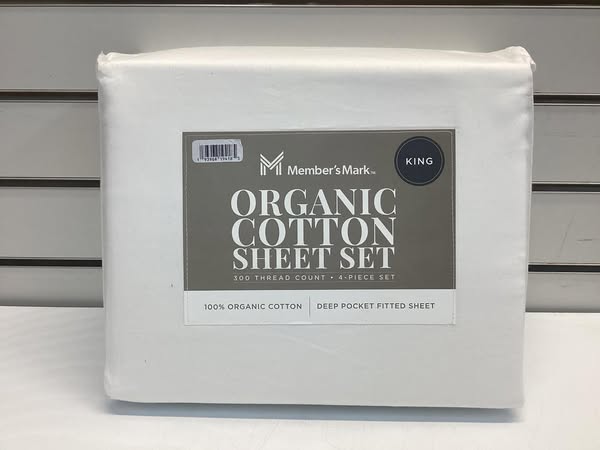 Member's Mark™
KING
ORGANIC
COTTON
SHEET SET
300 THREAD COUNT • 4-PIECE SET
100% ORGANIC COTTON | DEEP POCKET FITTED SHEET